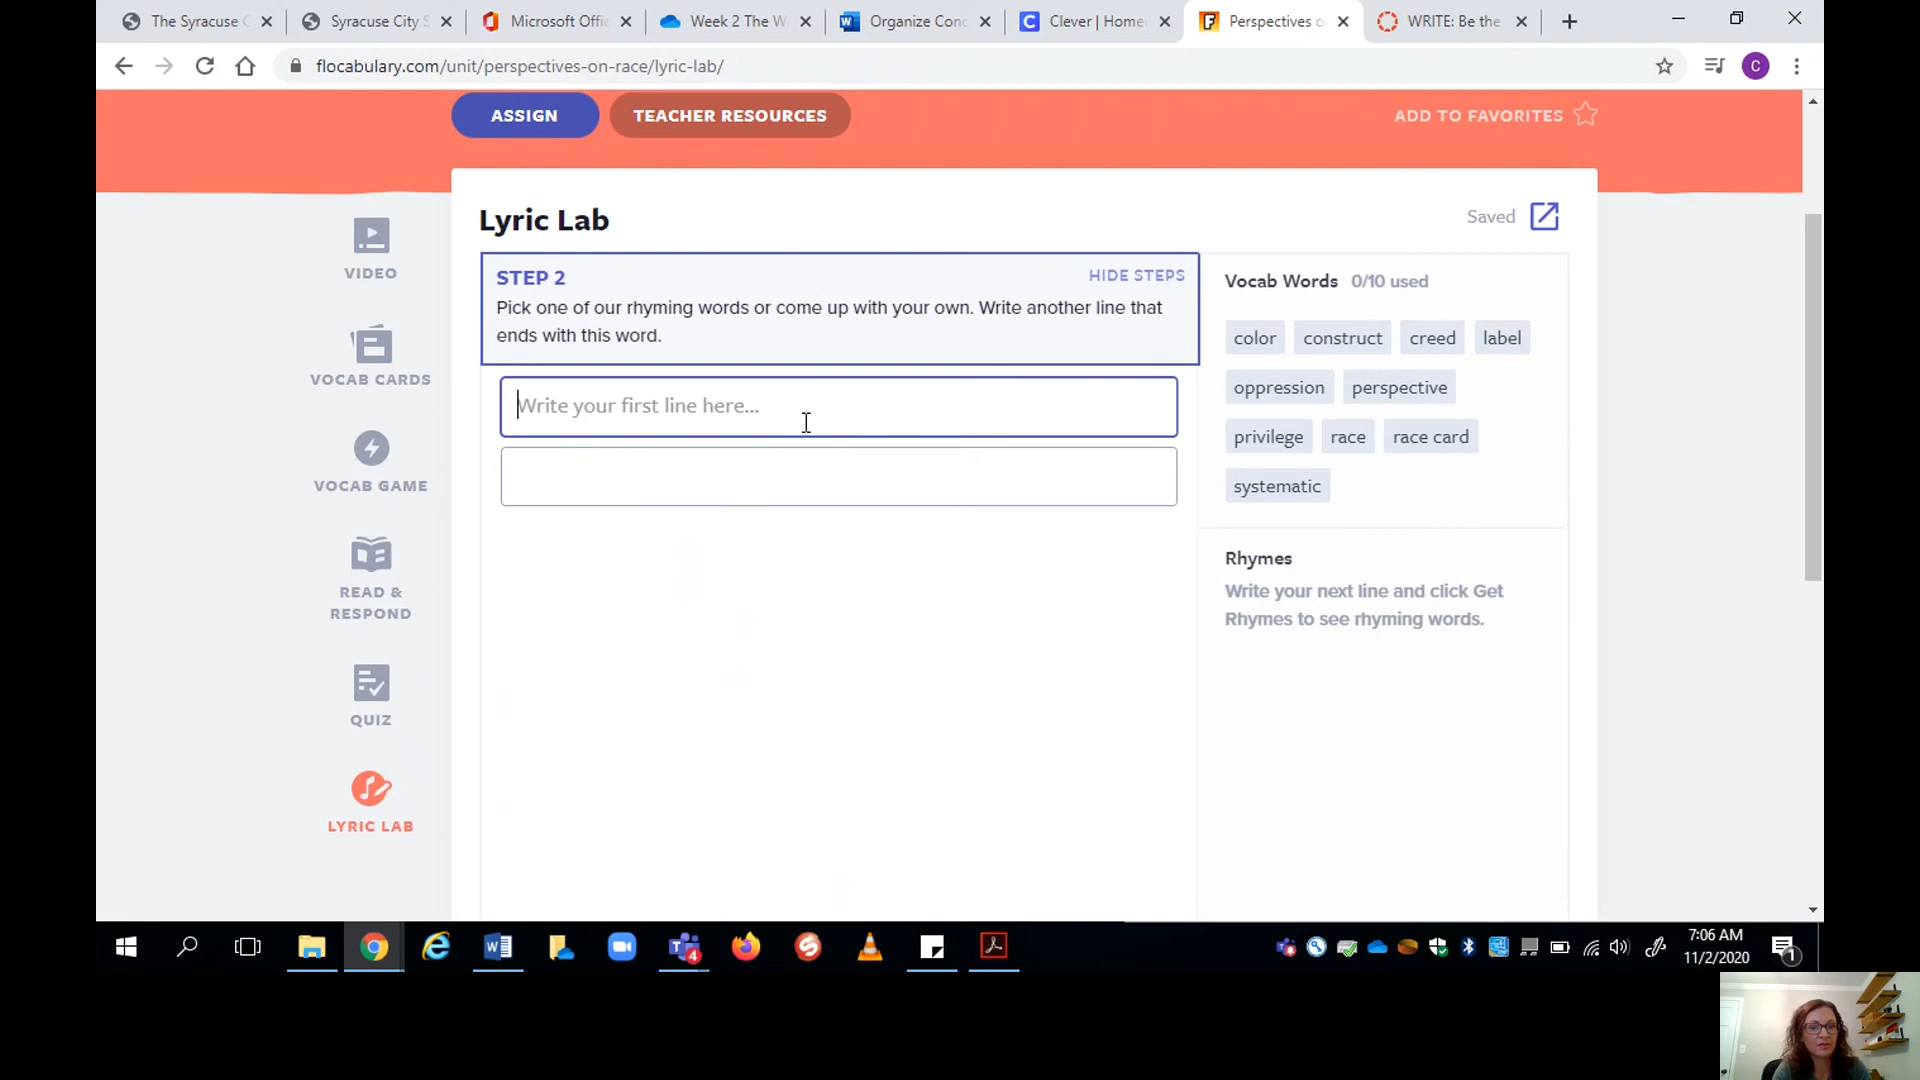 The Syracuse C
Syracuse City S
Microsoft Offic
Week 2 The W
Organize Conc
Clever | Home
Perspectives o
WRITE: Be the
flocabulary.com/unit/perspectives-on-race/lyric-lab/
C
ASSIGN
TEACHER RESOURCES
ADD TO FAVORITES
VIDEO
VOCAB CARDS
VOCAB GAME
READ &
RESPOND
QUIZ
LYRIC LAB
Lyric Lab
Saved
STEP 2
HIDE STEPS
Pick one of our rhyming words or come up with your own. Write another line that
ends with this word.
Write your first line here...
Vocab Words 0/10 used
color construct creed label
oppression perspective
privilege race race card
systematic
Rhymes
Write your next line and click Get
Rhymes to see rhyming words.
4
7:06 AM
11/2/2020
1